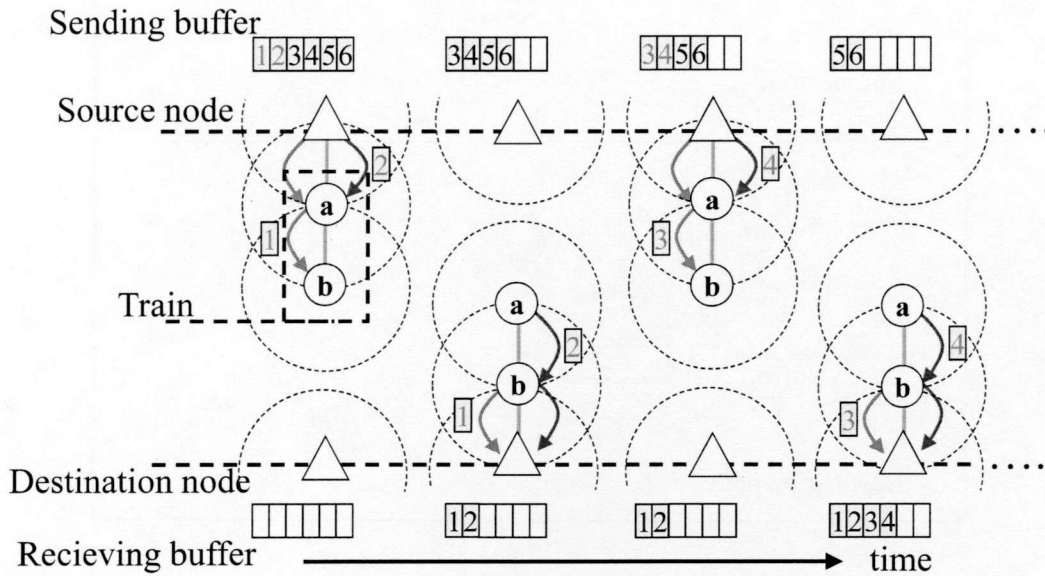 Sending buffer
123456 3456 3456 56
Source node
2 4
a a
1 3
b b
Train
a a
2 4
b b
1 3
Destination node
12 12 1234
Recieving buffer
time